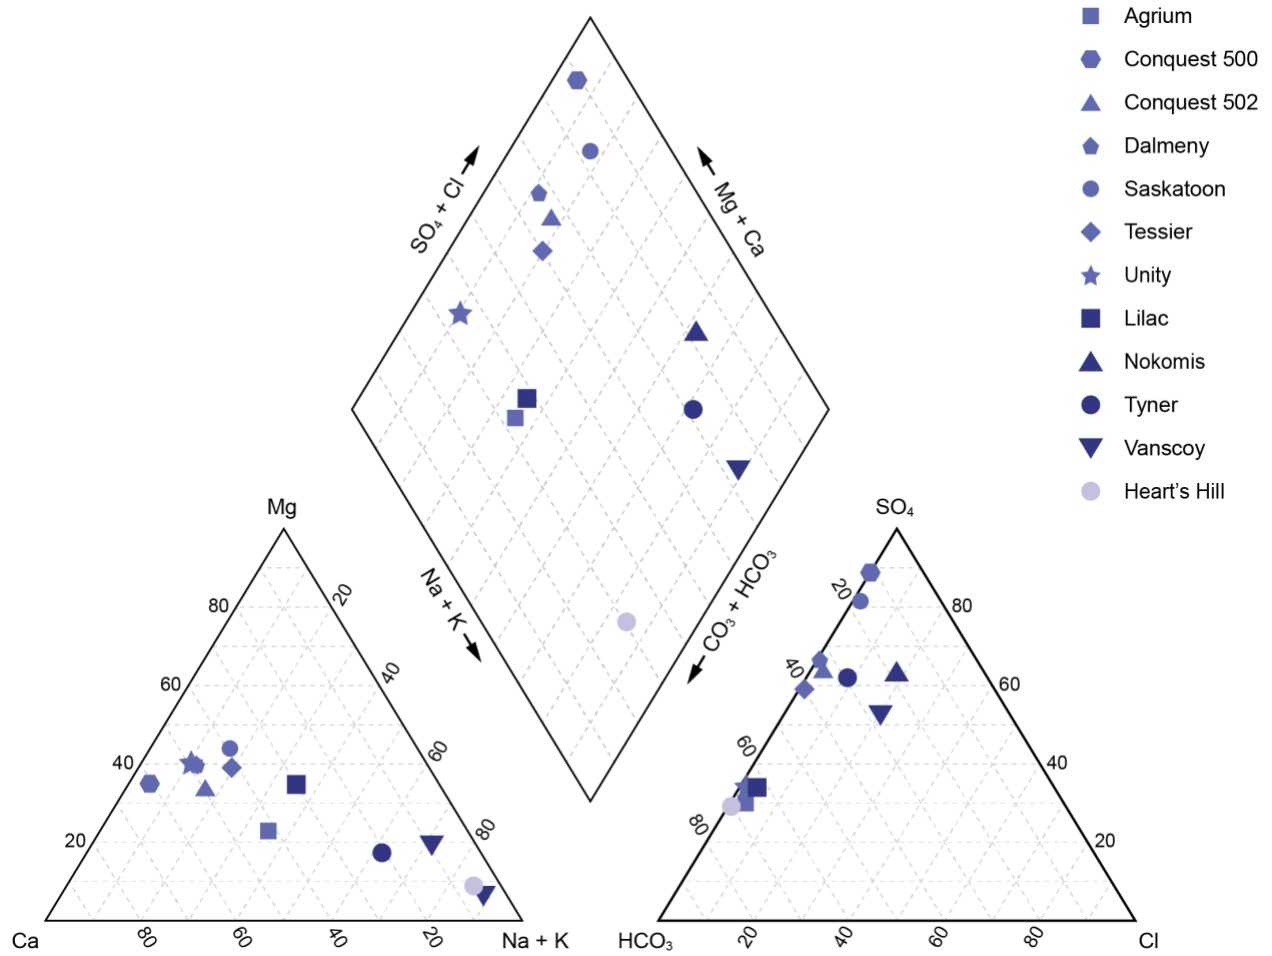 Agrium
Conquest 500
Conquest 502
Dalmeny
Saskatoon
Tessier
Unity
Lilac
Nokomis
Tyner
Vanscoy
Heart’s Hill
SO₄ + Cl
Mg + Ca
Na + K
CO₃ + HCO₃
Mg
80
60
40
20
20
40
60
80
Ca
80
60
40
20
Na + K
SO₄
20
40
60
80
80
60
40
20
HCO₃
20
40
60
80
Cl